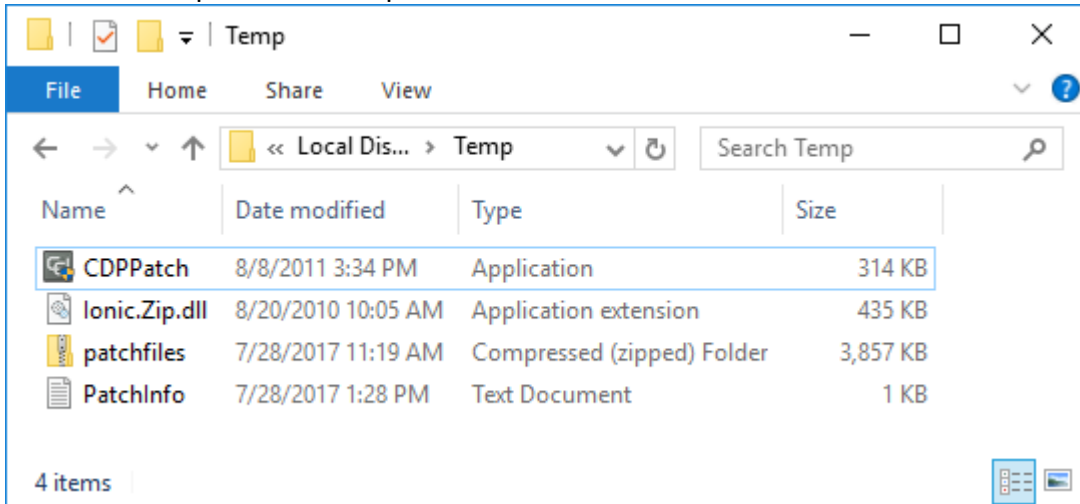 Temp
File Home Share View
« Local Dis... › Temp Search Temp
Name Date modified Type Size
CDPPatch 8/8/2011 3:34 PM Application 314 KB
Ionic.Zip.dll 8/20/2010 10:05 AM Application extension 435 KB
patchfiles 7/28/2017 11:19 AM Compressed (zipped) Folder 3,857 KB
PatchInfo 7/28/2017 1:28 PM Text Document 1 KB
4 items